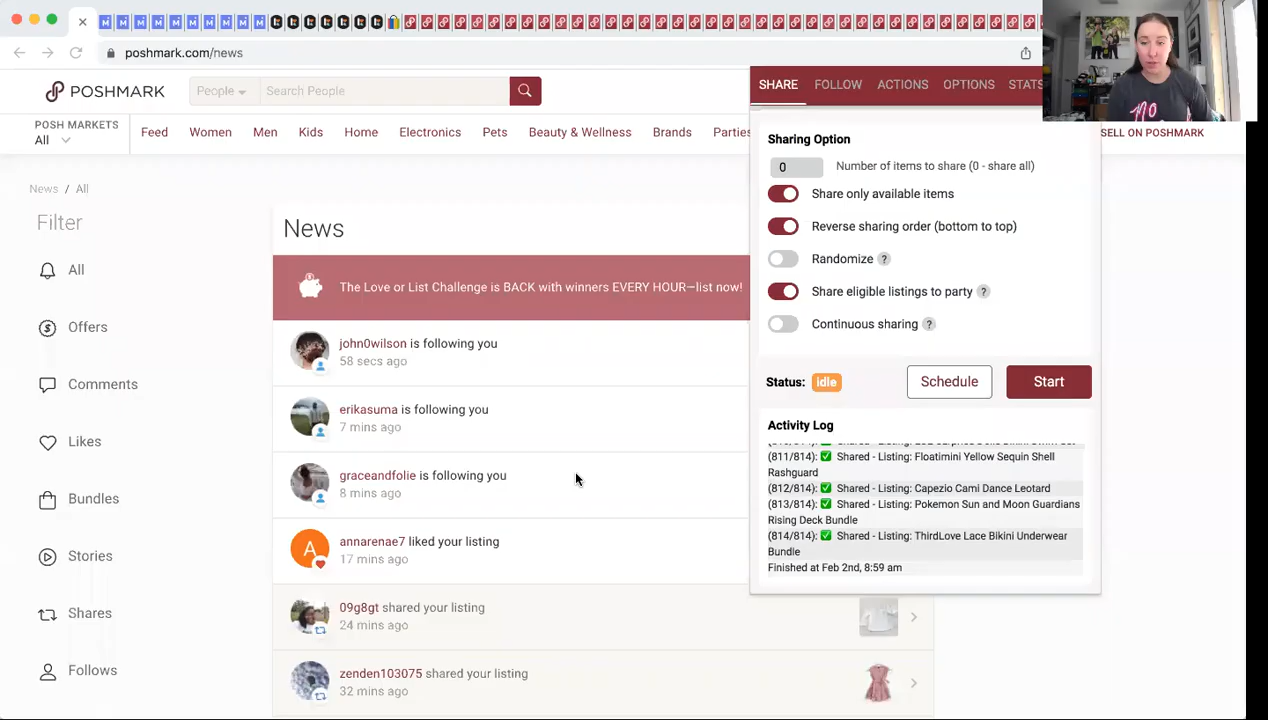 poshmark.com/news
POSHMARK
People
Search People
SHARE FOLLOW ACTIONS OPTIONS STATS
POSH MARKETS
All
Feed Women Men Kids Home Electronics Pets Beauty & Wellness Brands Parties
SELL ON POSHMARK
News / All
Filter
All
Offers
Comments
Likes
Bundles
Stories
Shares
Follows
News
The Love or List Challenge is BACK with winners EVERY HOUR—list now!
john0wilson is following you
58 secs ago
erikasuma is following you
7 mins ago
graceandfolie is following you
8 mins ago
A
annarenae7 liked your listing
17 mins ago
09g8gt shared your listing
24 mins ago
zenden103075 shared your listing
32 mins ago
Sharing Option
0 Number of items to share (0 - share all)
Share only available items
Reverse sharing order (bottom to top)
Randomize ?
Share eligible listings to party ?
Continuous sharing ?
Status: Idle Schedule Start
Activity Log
(811/814): ✅ Shared - Listing: Floatimini Yellow Sequin Shell
Rashguard
(812/814): ✅ Shared - Listing: Capezio Cami Dance Leotard
(813/814): ✅ Shared - Listing: Pokemon Sun and Moon Guardians
Rising Deck Bundle
(814/814): ✅ Shared - Listing: ThirdLove Lace Bikini Underwear
Bundle
Finished at Feb 2nd, 8:59 am